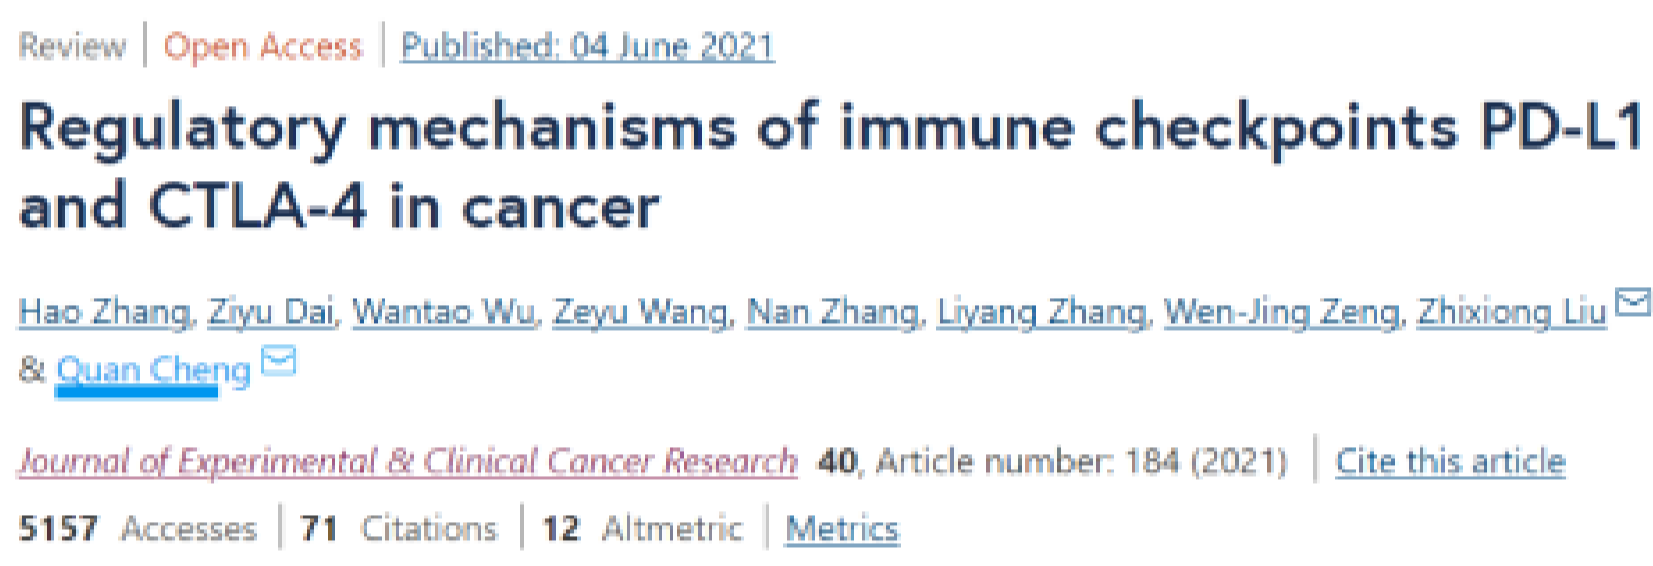 Review | Open Access | Published: 04 June 2021
Regulatory mechanisms of immune checkpoints PD-L1
and CTLA-4 in cancer
Hao Zhang, Ziyu Dai, Wantao Wu, Zeyu Wang, Nan Zhang, Liyang Zhang, Wen-Jing Zeng, Zhixiong Liu
& Quan Cheng
Journal of Experimental & Clinical Cancer Research 40, Article number: 184 (2021) | Cite this article
5157 Accesses | 71 Citations | 12 Altmetric | Metrics